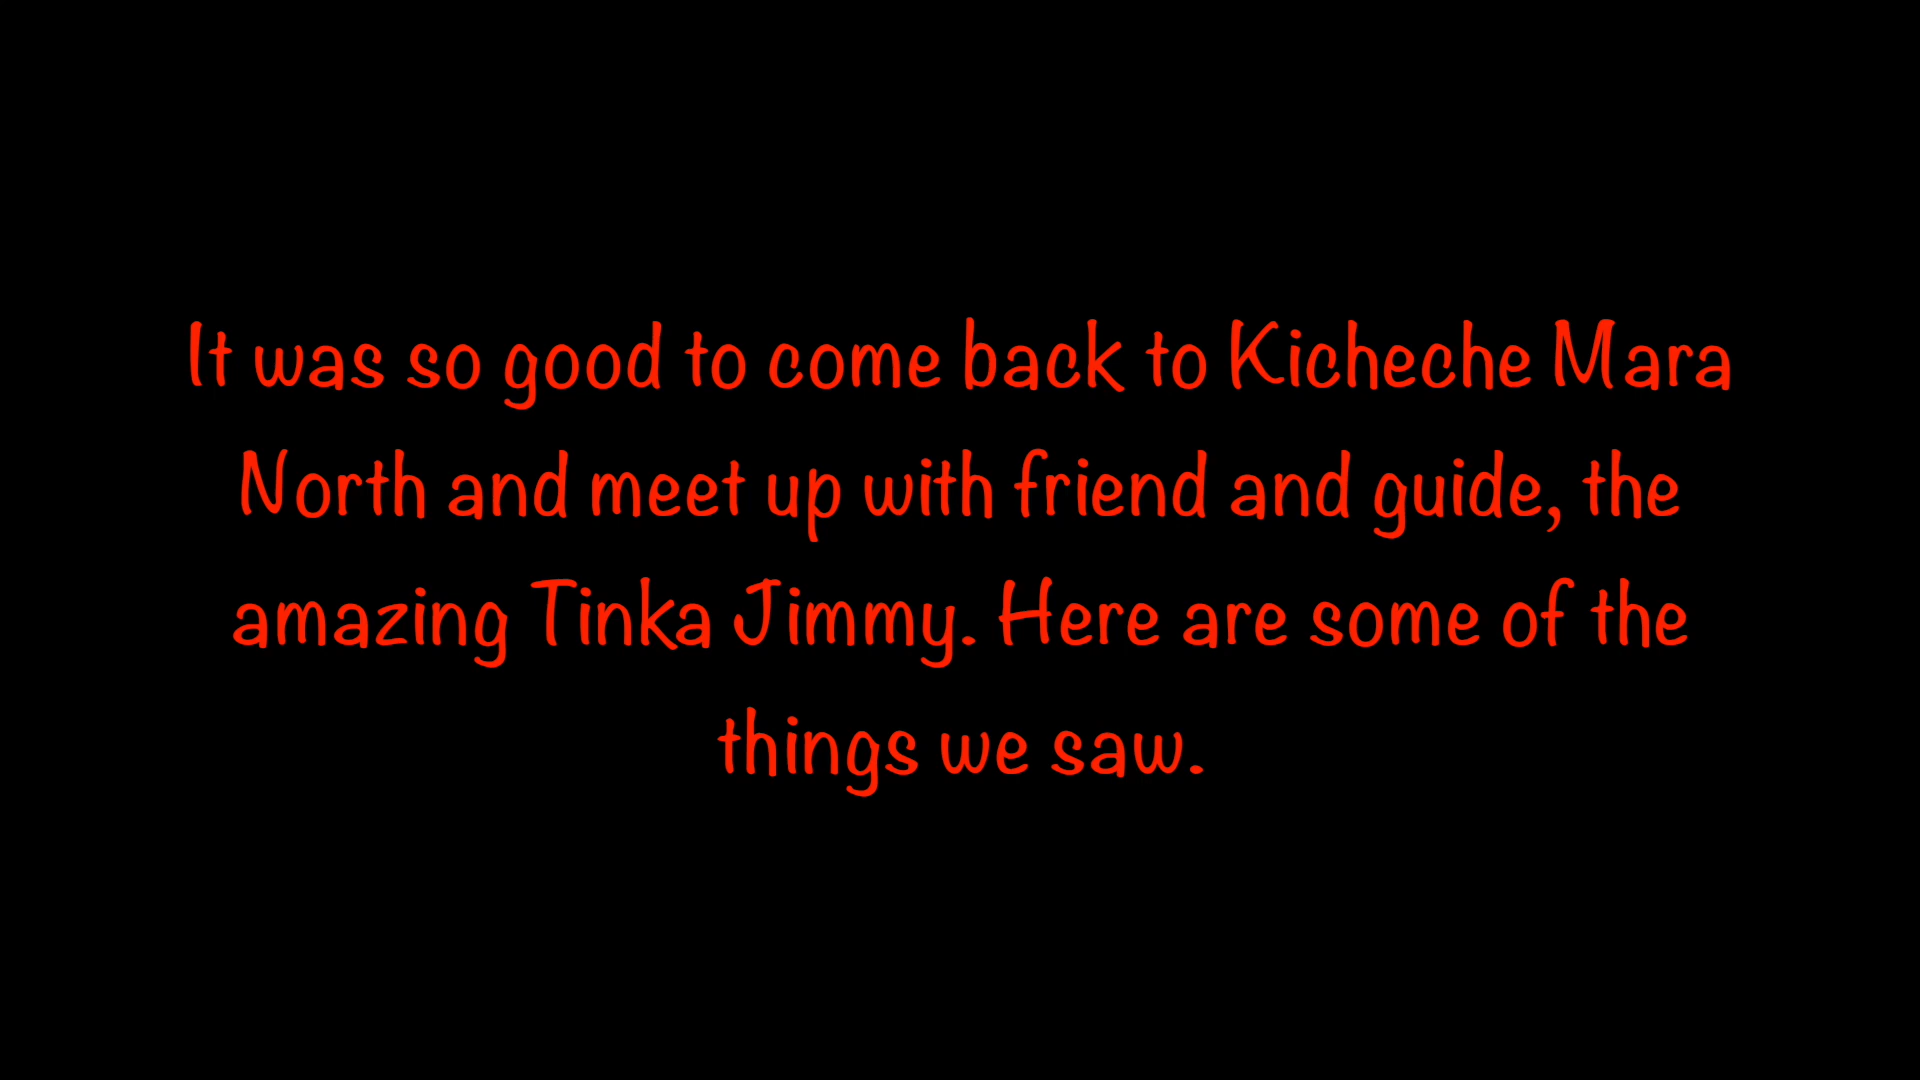 It was so good to come back to Kicheche Mara
North and meet up with friend and guide, the
amazing Tinka Jimmy. Here are some of the
things we saw.